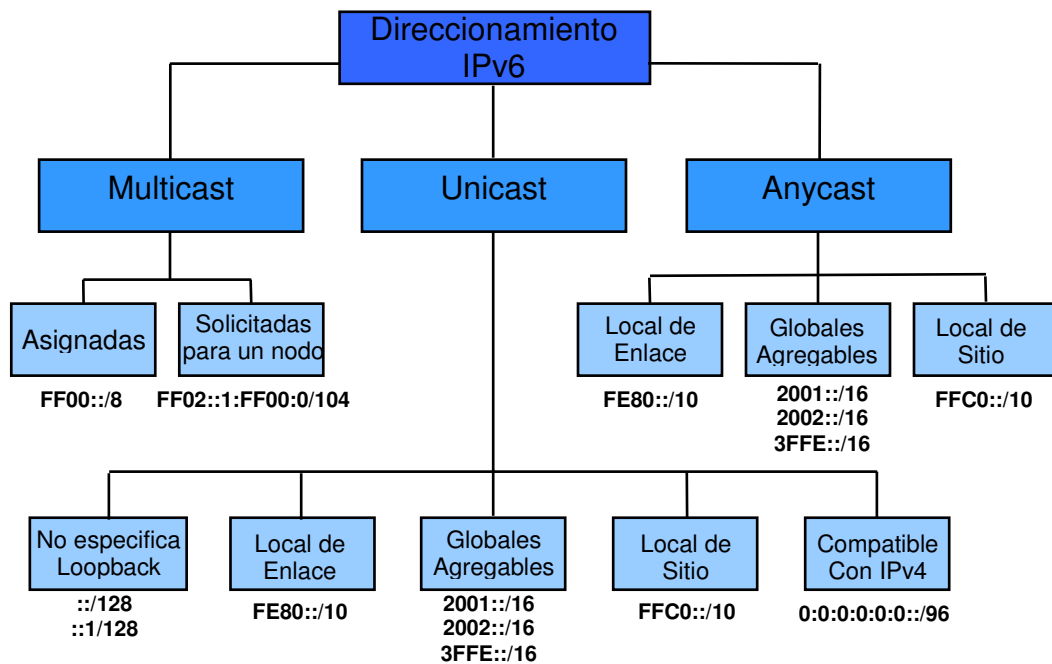 Direccionamiento
IPv6
Multicast
Unicast
Anycast
Asignadas
Solicitadas
para un nodo
Local de
Enlace
Globales
Agregables
Local de
Sitio
FF00::/8
FF02::1:FF00:0/104
FE80::/10
2001::/16
2002::/16
3FFE::/16
FFC0::/10
No especifica
Loopback
Local de
Enlace
Globales
Agregables
Local de
Sitio
Compatible
Con IPv4
::/128
::1/128
FE80::/10
2001::/16
2002::/16
3FFE::/16
FFC0::/10
0:0:0:0:0:0::/96